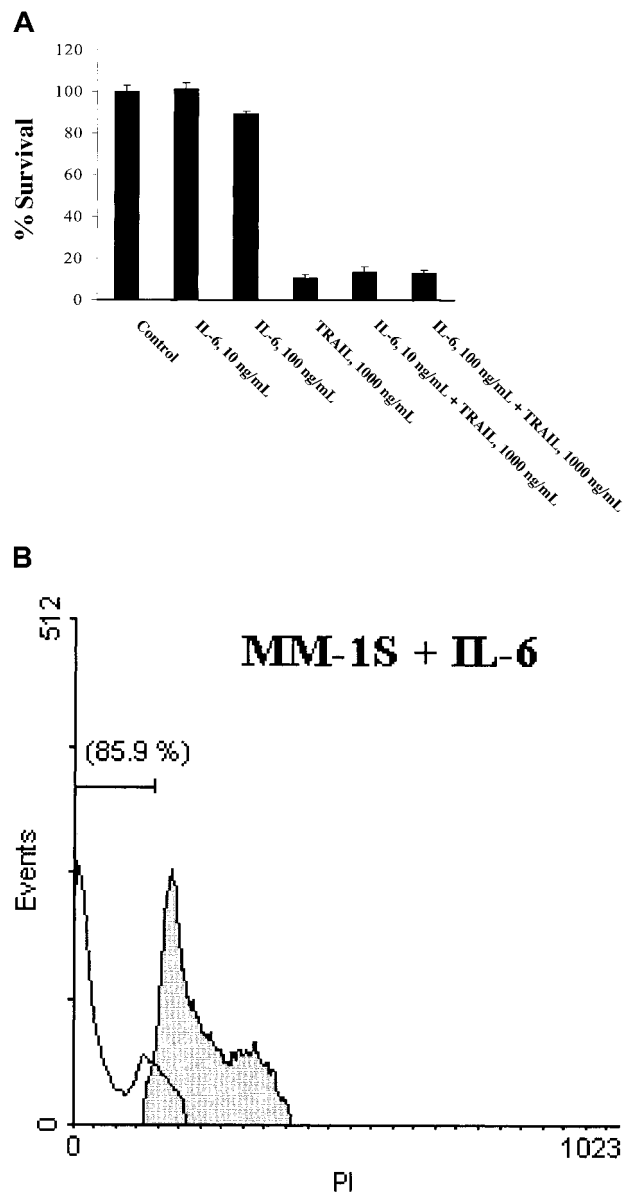 A
120
100
80
60
40
20
0
% Survival
Control
IL-6, 10 ng/mL
IL-6, 100 ng/mL
TRAIL, 1000 ng/mL
IL-6, 10 ng/mL + TRAIL, 1000 ng/mL
IL-6, 100 ng/mL + TRAIL, 1000 ng/mL
B
512
MM-1S + IL-6
(85.9 %)
Events
0
0
1023
PI